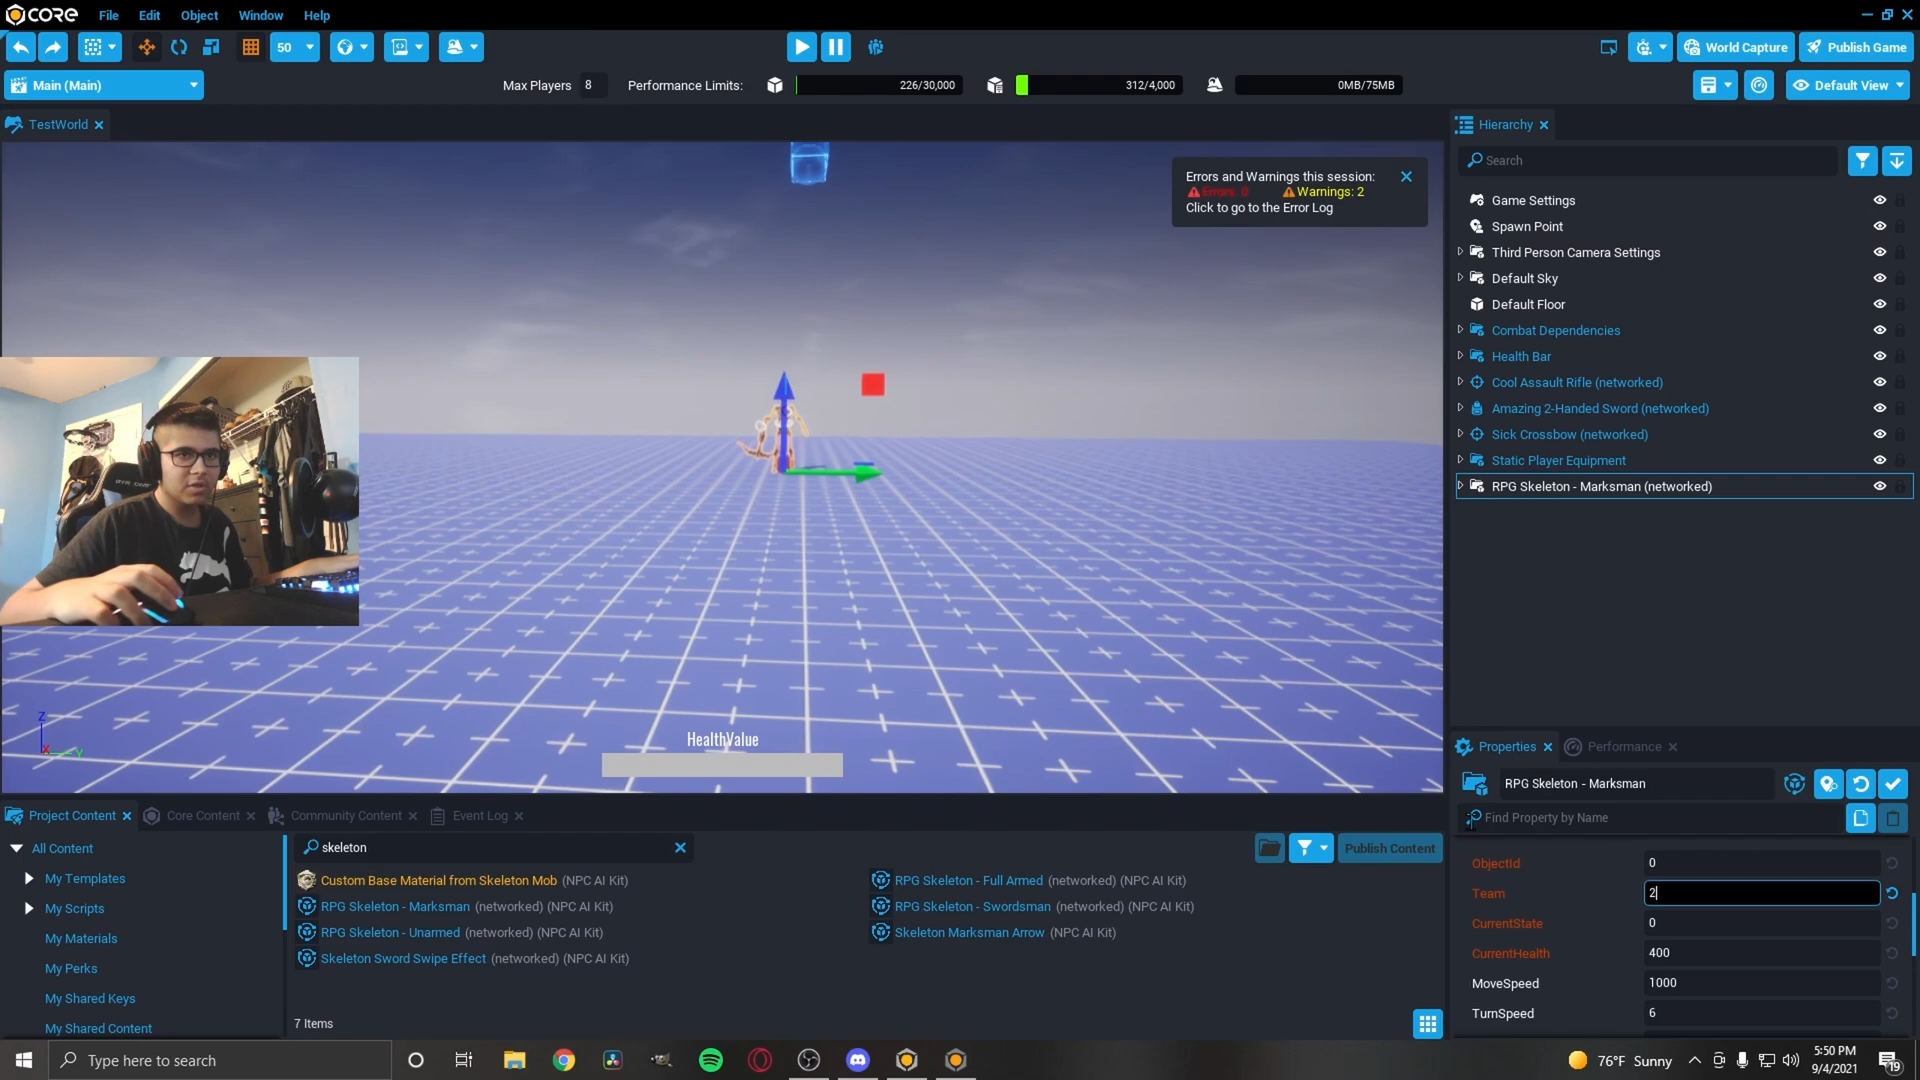 CORE File Edit Object Window Help
50 World Capture Publish Game
Main (Main) Max Players 8 Performance Limits: 226/30,000 312/4,000 0MB/75MB Default View
TestWorld
Errors and Warnings this session:
Errors: 0 Warnings: 2
Click to go to the Error Log
HealthValue
Z
X Y
Hierarchy
Search
Game Settings
Spawn Point
Third Person Camera Settings
Default Sky
Default Floor
Combat Dependencies
Health Bar
Cool Assault Rifle (networked)
Amazing 2-Handed Sword (networked)
Sick Crossbow (networked)
Static Player Equipment
RPG Skeleton - Marksman (networked)
Properties Performance
RPG Skeleton - Marksman
Find Property by Name
ObjectId 0
Team 2
CurrentState 0
CurrentHealth 400
MoveSpeed 1000
TurnSpeed 6
Project Content Core Content Community Content Event Log
All Content
My Templates
My Scripts
My Materials
My Perks
My Shared Keys
My Shared Content
skeleton Publish Content
Custom Base Material from Skeleton Mob (NPC AI Kit) RPG Skeleton - Full Armed (networked) (NPC AI Kit)
RPG Skeleton - Marksman (networked) (NPC AI Kit) RPG Skeleton - Swordsman (networked) (NPC AI Kit)
RPG Skeleton - Unarmed (networked) (NPC AI Kit) Skeleton Marksman Arrow (NPC AI Kit)
Skeleton Sword Swipe Effect (networked) (NPC AI Kit)
7 Items
Type here to search 76°F Sunny 5:50 PM
9/4/2021
19